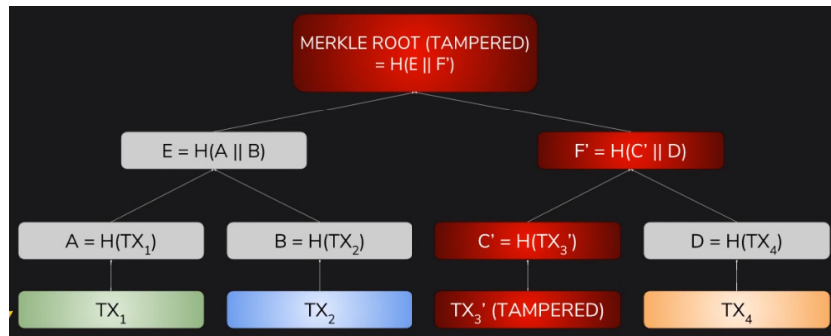 MERKLE ROOT (TAMPERED)
= H(E || F')
E = H(A || B)
F' = H(C' || D)
A = H(TX₁)
B = H(TX₂)
C' = H(TX₃')
D = H(TX₄)
TX₁
TX₂
TX₃' (TAMPERED)
TX₄